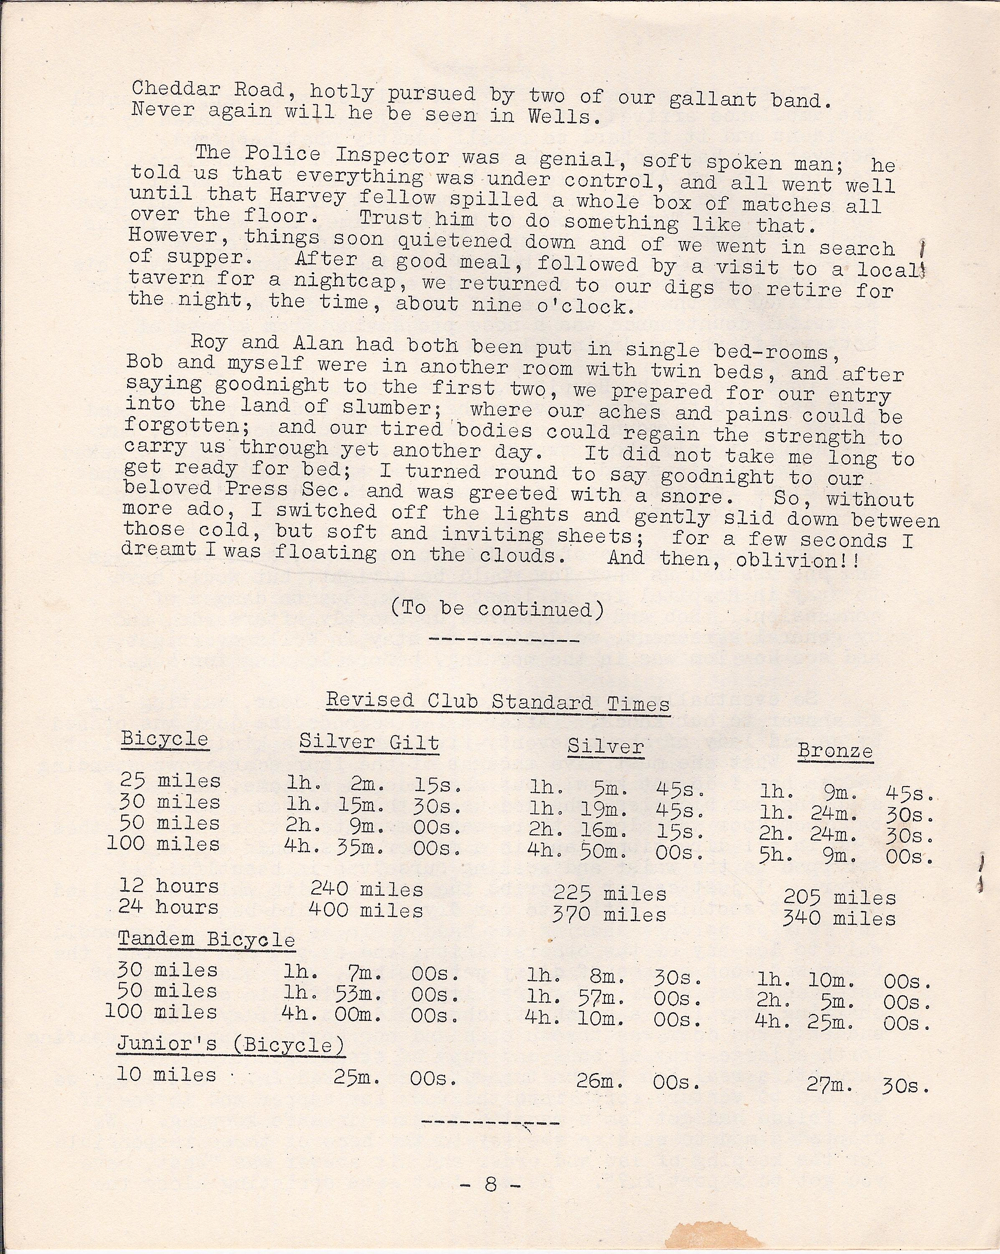 Cheddar Road, hotly pursued by two of our gallant band.
Never again will he be seen in Wells.
The Police Inspector was a genial, soft spoken man; he
told us that everything was under control, and all went well
until that Harvey fellow spilled a whole box of matches all
over the floor. Trust him to do something like that.
However, things soon quietened down and of we went in search
of supper. After a good meal, followed by a visit to a local
tavern for a nightcap, we returned to our digs to retire for
the night, the time, about nine o'clock.
Roy and Alan had both been put in single bed-rooms,
Bob and myself were in another room with twin beds, and after
saying goodnight to the first two, we prepared for our entry
into the land of slumber; where our aches and pains could be
forgotten; and our tired bodies could regain the strength to
carry us through yet another day. It did not take me long to
get ready for bed; I turned round to say goodnight to our
beloved Press Sec. and was greeted with a snore. So, without
more ado, I switched off the lights and gently slid down between
those cold, but soft and inviting sheets; for a few seconds I
dreamt I was floating on the clouds. And then, oblivion!!
(To be continued)
------------
Revised Club Standard Times
Bicycle Silver Gilt Silver Bronze
25 miles 1h. 2m. 15s. 1h. 5m. 45s. 1h. 9m. 45s.
30 miles 1h. 15m. 30s. 1h. 19m. 45s. 1h. 24m. 30s.
50 miles 2h. 9m. 00s. 2h. 16m. 15s. 2h. 24m. 30s.
100 miles 4h. 35m. 00s. 4h. 50m. 00s. 5h. 9m. 00s.
12 hours 240 miles 225 miles 205 miles
24 hours 400 miles 370 miles 340 miles
Tandem Bicycle
30 miles 1h. 7m. 00s. 1h. 8m. 30s. 1h. 10m. 00s.
50 miles 1h. 53m. 00s. 1h. 57m. 00s. 2h. 5m. 00s.
100 miles 4h. 00m. 00s. 4h. 10m. 00s. 4h. 25m. 00s.
Junior's (Bicycle)
10 miles 25m. 00s. 26m. 00s. 27m. 30s.
-----------
- 8 -